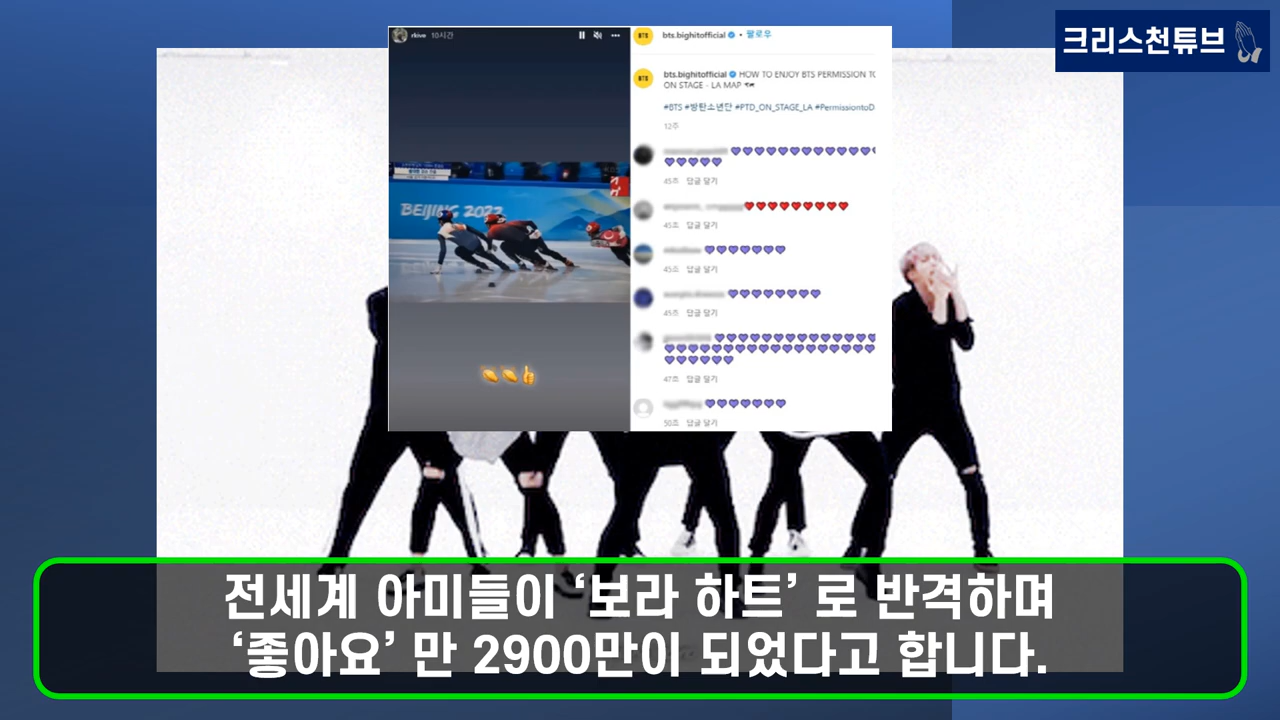 크리스천튜브
rkive 10시간
BTS
bts.bighitofficial • 팔로우
BTS
bts.bighitofficial HOW TO ENJOY BTS PERMISSION TO
ON STAGE - LA MAP
#BTS #방탄소년단 #PTD_ON_STAGE_LA #PermissiontoD
12주
💜💜💜💜💜💜💜💜💜💜💜💜💜
💜💜💜💜💜
45초 답글 달기
❤❤❤❤❤❤❤❤❤
45초 답글 달기
💜💜💜💜💜💜💜
45초 답글 달기
💜💜💜💜💜💜💜💜
45초 답글 달기
💜💜💜💜💜💜💜💜💜💜💜💜💜💜
💜💜💜💜💜💜💜💜💜💜💜💜💜💜💜💜💜💜
💜💜💜💜💜💜
47초 답글 달기
💜💜💜💜💜💜💜
50초 답글 달기
BEIJING 2022
👏👏👍
전세계 아미들이 ‘보라 하트’ 로 반격하며
‘좋아요’ 만 2900만이 되었다고 합니다.